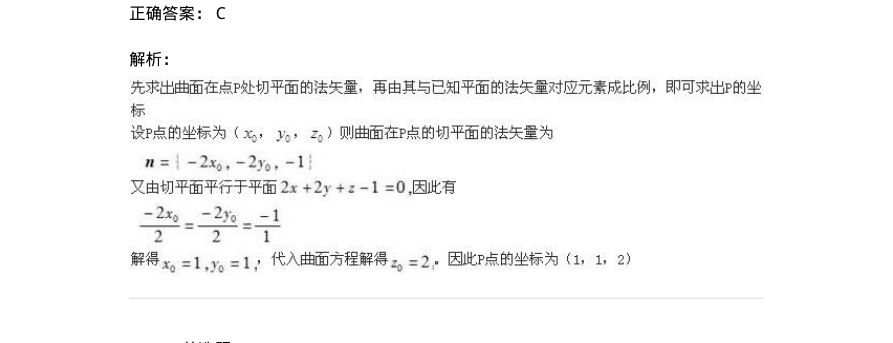 正确答案: C
解析:
先求出曲面在点P处切平面的法矢量，再由其与已知平面的法矢量对应元素成比例，即可求出P的坐
标
设P点的坐标为（ x₀， y₀， z₀ ）则曲面在P点的切平面的法矢量为
n = { −2x₀ , −2y₀ , −1}
又由切平面平行于平面 2x +2y + z −1 =0 ,因此有
−2x₀/2 = −2y₀/2 = −1/1
解得 x₀ =1 ,y₀ =1 ,，代入曲面方程解得 z₀ =2 ,。因此P点的坐标为（1，1，2）